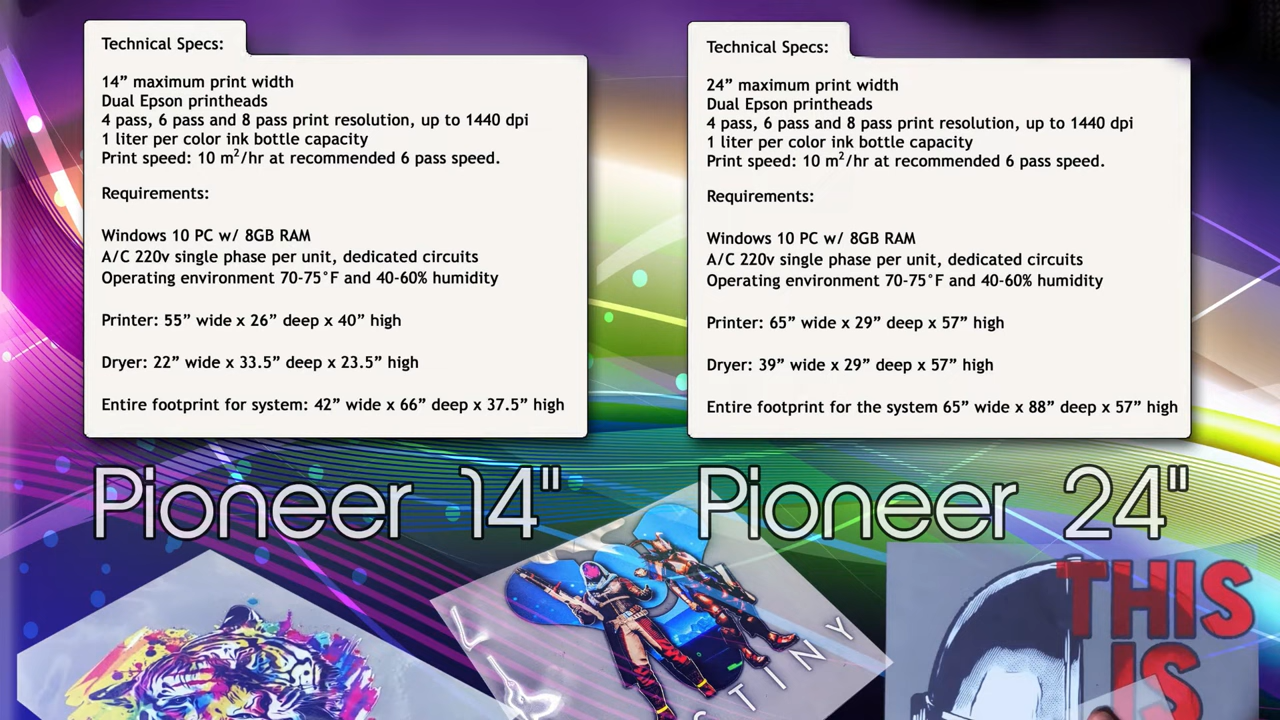 Technical Specs:
14” maximum print width
Dual Epson printheads
4 pass, 6 pass and 8 pass print resolution, up to 1440 dpi
1 liter per color ink bottle capacity
Print speed: 10 m²/hr at recommended 6 pass speed.
Requirements:
Windows 10 PC w/ 8GB RAM
A/C 220v single phase per unit, dedicated circuits
Operating environment 70-75°F and 40-60% humidity
Printer: 55” wide x 26” deep x 40” high
Dryer: 22” wide x 33.5” deep x 23.5” high
Entire footprint for system: 42” wide x 66” deep x 37.5” high
Pioneer 14"
Technical Specs:
24” maximum print width
Dual Epson printheads
4 pass, 6 pass and 8 pass print resolution, up to 1440 dpi
1 liter per color ink bottle capacity
Print speed: 10 m²/hr at recommended 6 pass speed.
Requirements:
Windows 10 PC w/ 8GB RAM
A/C 220v single phase per unit, dedicated circuits
Operating environment 70-75°F and 40-60% humidity
Printer: 65” wide x 29” deep x 57” high
Dryer: 39” wide x 29” deep x 57” high
Entire footprint for the system 65” wide x 88” deep x 57” high
Pioneer 24"
STINY
THIS
IS